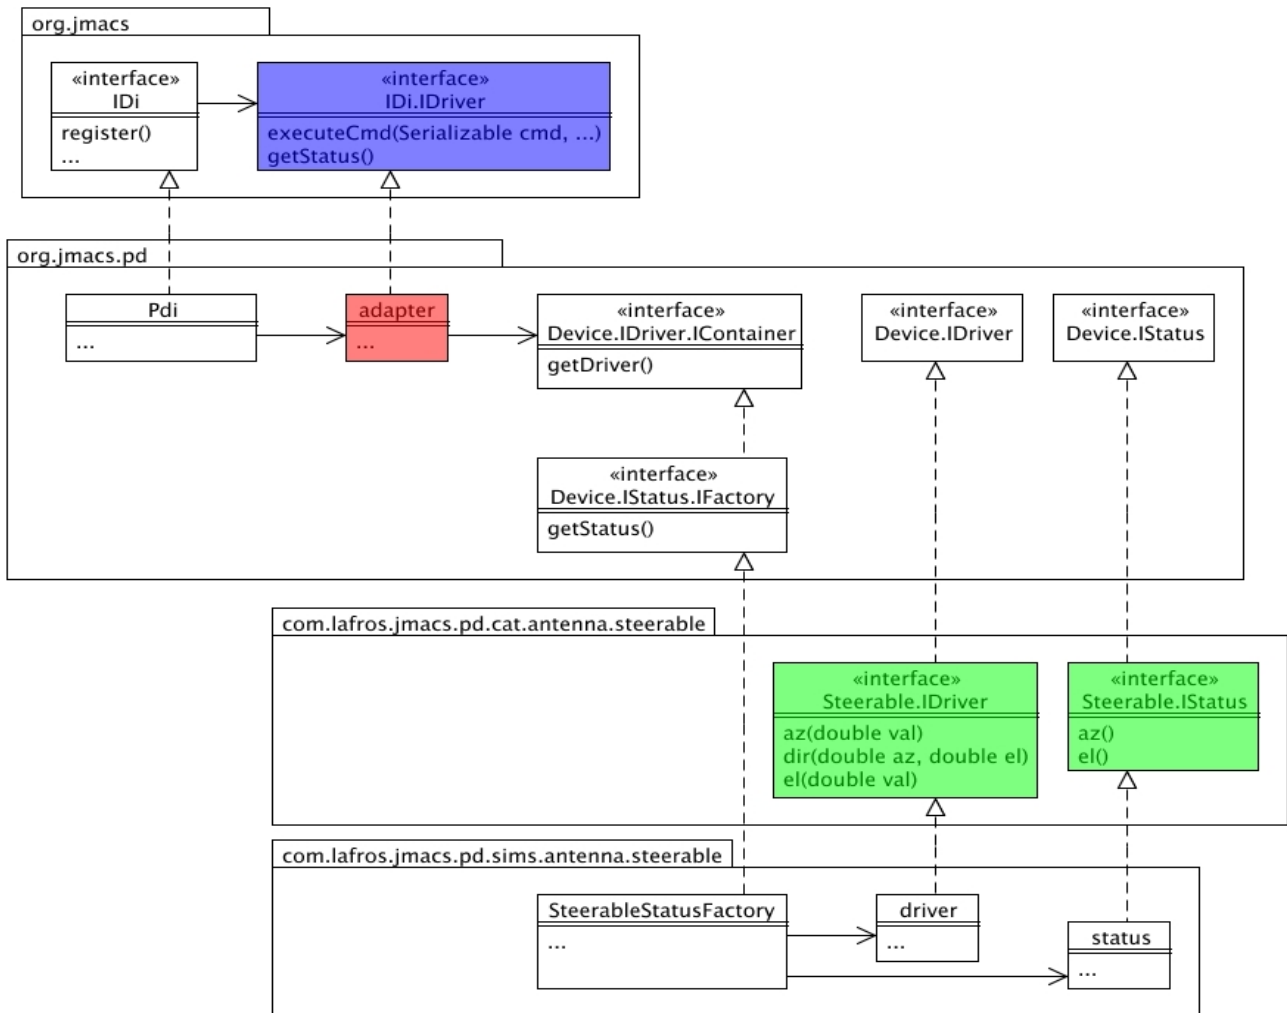 org.jmacs
«interface»
IDi
register()
...
«interface»
IDi.IDriver
executeCmd(Serializable cmd, ...)
getStatus()
org.jmacs.pd
Pdi
...
adapter
...
«interface»
Device.IDriver.IContainer
getDriver()
«interface»
Device.IDriver
«interface»
Device.IStatus
«interface»
Device.IStatus.IFactory
getStatus()
com.lafros.jmacs.pd.cat.antenna.steerable
«interface»
Steerable.IDriver
az(double val)
dir(double az, double el)
el(double val)
«interface»
Steerable.IStatus
az()
el()
com.lafros.jmacs.pd.sims.antenna.steerable
SteerableStatusFactory
...
driver
...
status
...